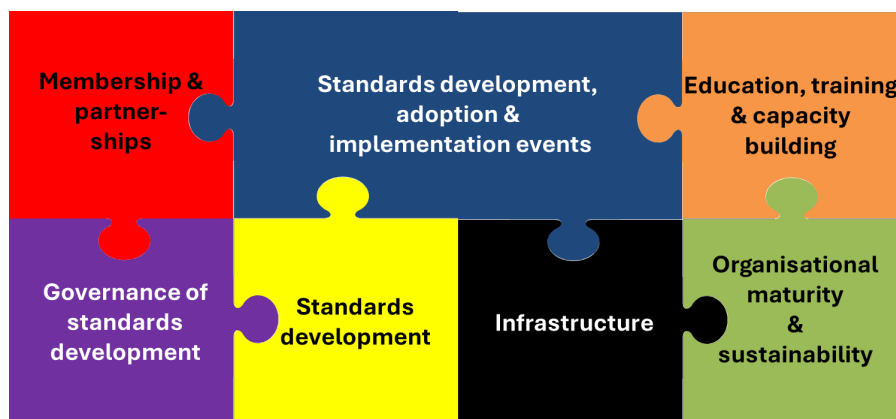 Membership &
partner-
ships
Standards development,
adoption &
implementation events
Education, training
& capacity
building
Governance of
standards
development
Standards
development
Infrastructure
Organisational
maturity
&
sustainability